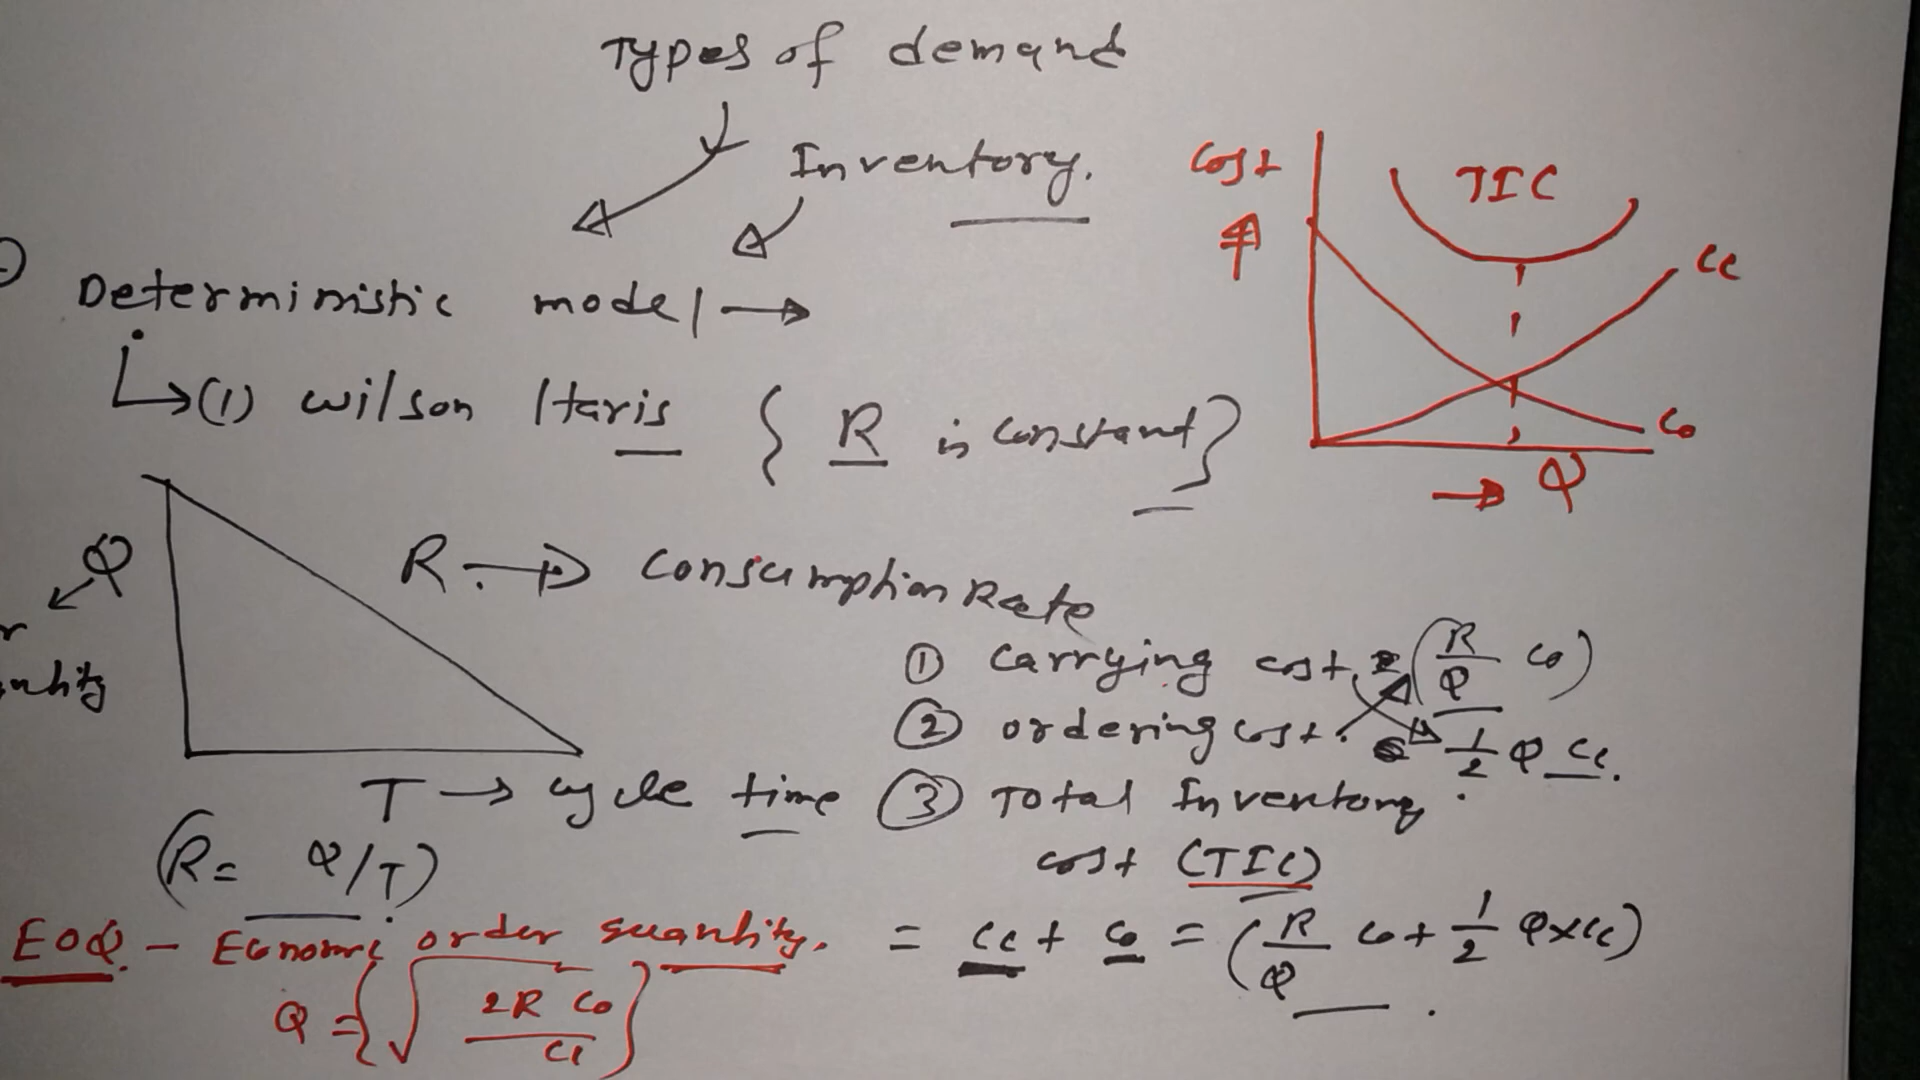 Types of demand
Inventory.
Deterministic model →
↳ (1) Wilson Haris { R is constant }
Cost
TIC
Cc
Co
→ Q
Q
R. → Consumption Rate
T → cycle time
(R = Q/T)
① Carrying cost = (R/Q Co)
② ordering cost. 1/2 Q Cc.
③ Total Inventory
cost (TIC)
= Cc + Co = (R/Q Co + 1/2 Q×Cc)
EOQ. - Economic order quantity.
Q = {√(2R Co/Cc)}